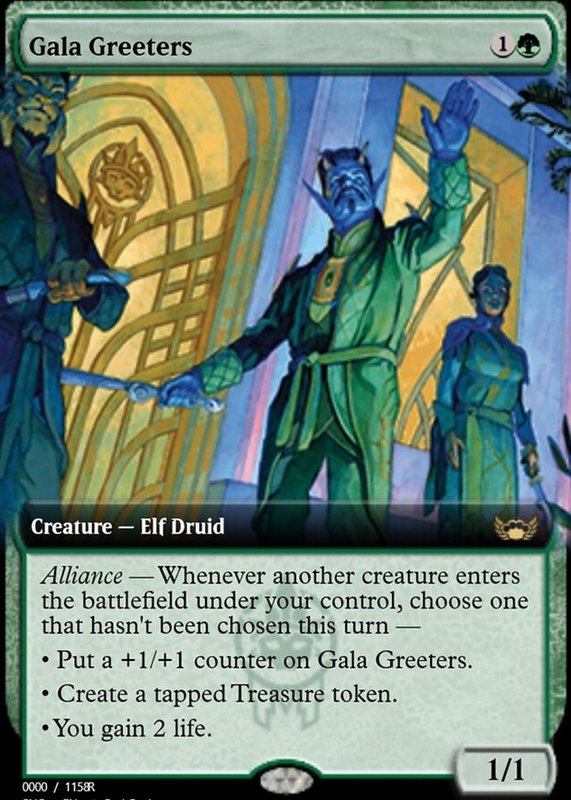 Gala Greeters
1
Creature — Elf Druid
Alliance — Whenever another creature enters
the battlefield under your control, choose one
that hasn't been chosen this turn —
• Put a +1/+1 counter on Gala Greeters.
• Create a tapped Treasure token.
• You gain 2 life.
1/1
0000 / 1158R